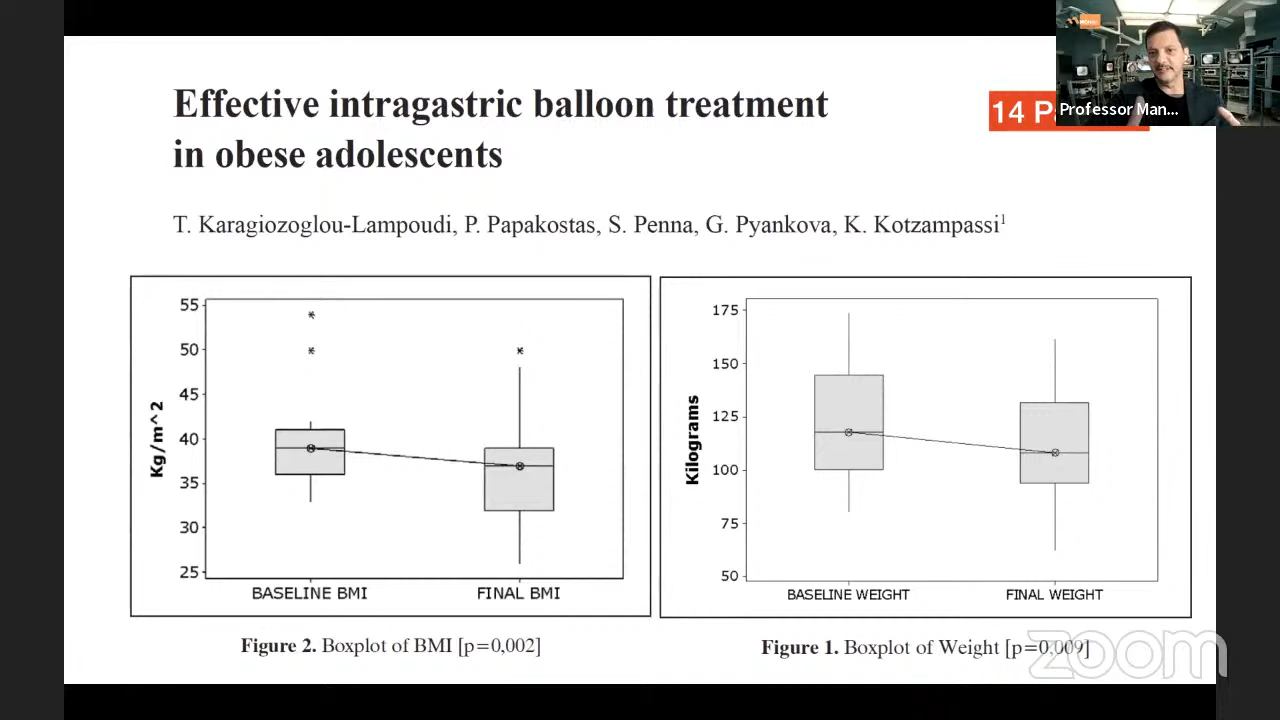 Effective intragastric balloon treatment
in obese adolescents
14
Professor Man...
T. Karagiozoglou-Lampoudi, P. Papakostas, S. Penna, G. Pyankova, K. Kotzampassi1
55
50
45
40
35
30
25
Kg/m^2
BASELINE BMI FINAL BMI
Figure 2. Boxplot of BMI [p=0,002]
175
150
125
100
75
50
Kilograms
BASELINE WEIGHT FINAL WEIGHT
Figure 1. Boxplot of Weight [p=0,009]
zoom